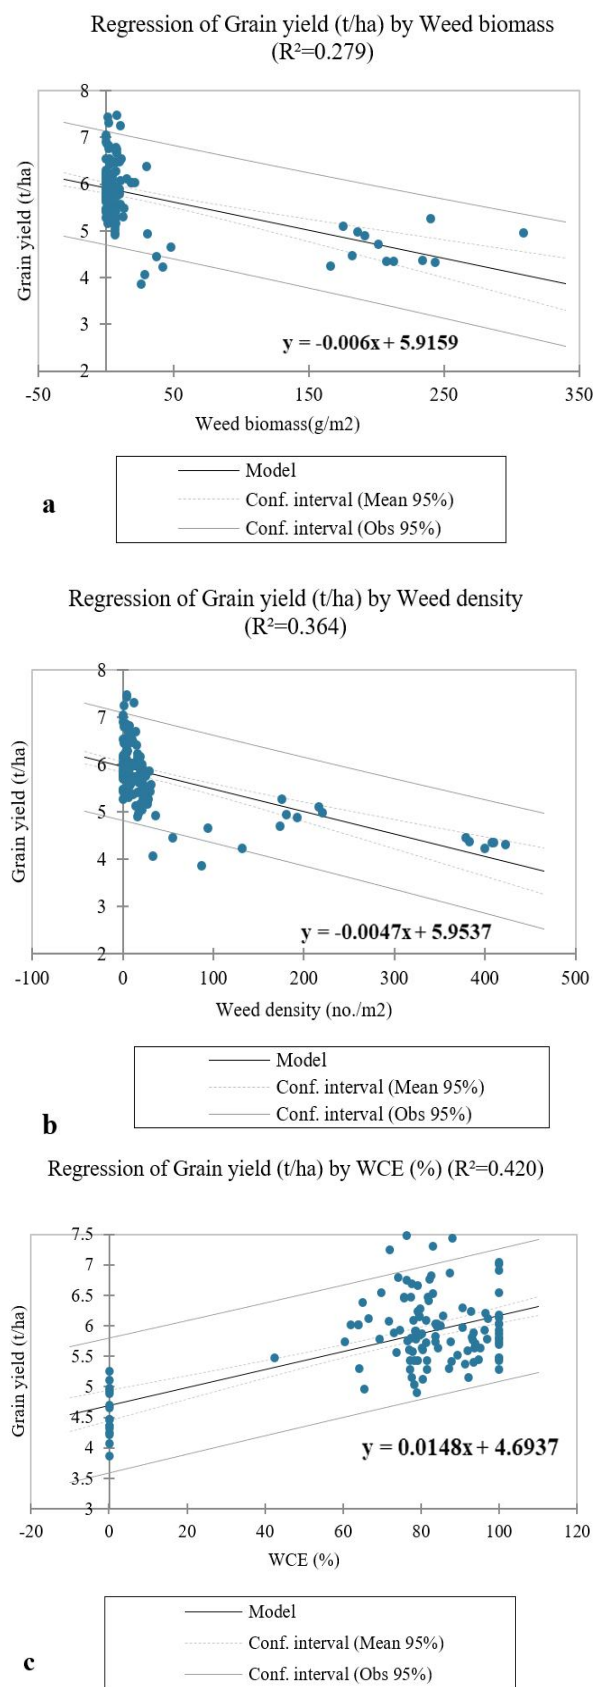 Regression of Grain yield (t/ha) by Weed biomass
(R²=0.279)
8
7
6
5
4
3
2
Grain yield (t/ha)
y = -0.006x + 5.9159
-50
50
150
250
350
Weed biomass(g/m2)
Model
Conf. interval (Mean 95%)
Conf. interval (Obs 95%)
a
Regression of Grain yield (t/ha) by Weed density
(R²=0.364)
8
7
6
5
4
3
2
Grain yield (t/ha)
y = -0.0047x + 5.9537
-100
0
100
200
300
400
500
Weed density (no./m2)
Model
Conf. interval (Mean 95%)
Conf. interval (Obs 95%)
b
Regression of Grain yield (t/ha) by WCE (%) (R²=0.420)
7.5
7
6.5
6
5.5
5
4.5
4
3.5
3
Grain yield (t/ha)
y = 0.0148x + 4.6937
-20
0
20
40
60
80
100
120
WCE (%)
Model
Conf. interval (Mean 95%)
Conf. interval (Obs 95%)
c